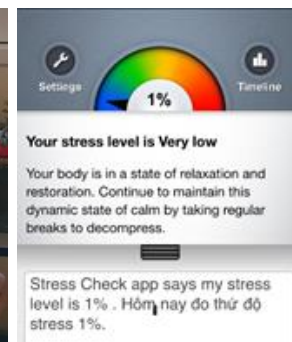 Settings
Timeline
1%
Your stress level is Very low
Your body is in a state of relaxation and
restoration. Continue to maintain this
dynamic state of calm by taking regular
breaks to decompress.
Stress Check app says my stress
level is 1% . Hôm nay đo thứ độ
stress 1%.